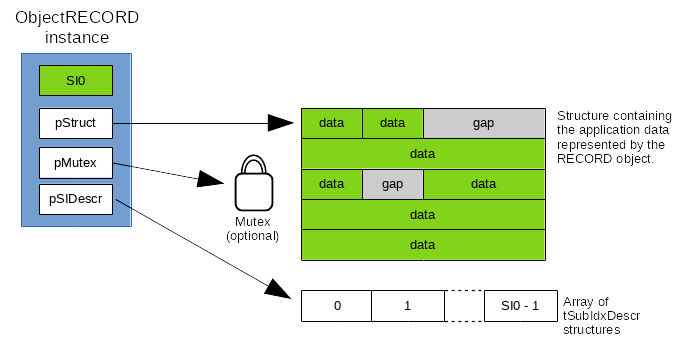 ObjectRECORD
instance
SI0
pStruct
pMutex
pSIDescr
Mutex
(optional)
data data gap
data
data gap data
data
data
Structure containing
the application data
represented by the
RECORD object.
0 1 SI0 - 1
Array of
tSubIdxDescr
structures